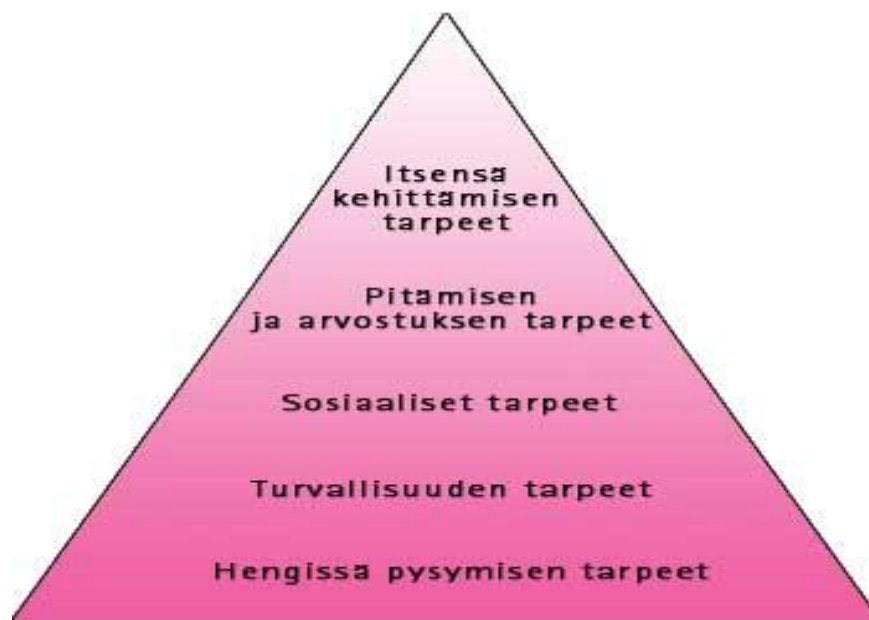 Itsensä
kehittämisen
tarpeet
Pitämisen
ja arvostuksen tarpeet
Sosiaaliset tarpeet
Turvallisuuden tarpeet
Hengissä pysymisen tarpeet